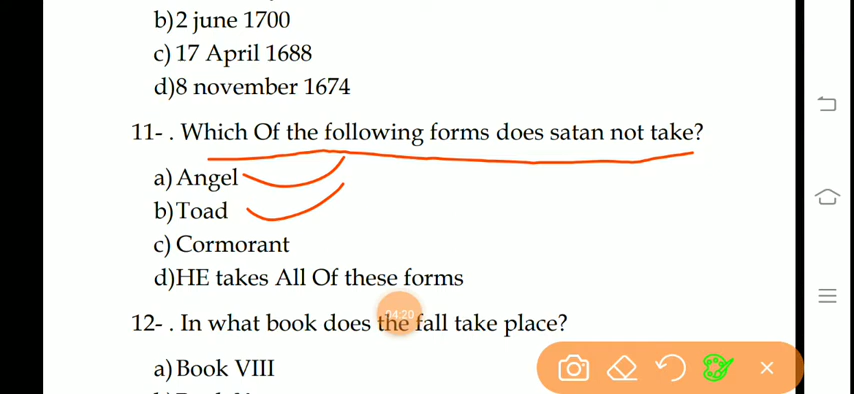 b)2 june 1700
c) 17 April 1688
d)8 november 1674
11- . Which Of the following forms does satan not take?
a) Angel
b)Toad
c) Cormorant
d)HE takes All Of these forms
04:20
12- . In what book does the fall take place?
a) Book VIII